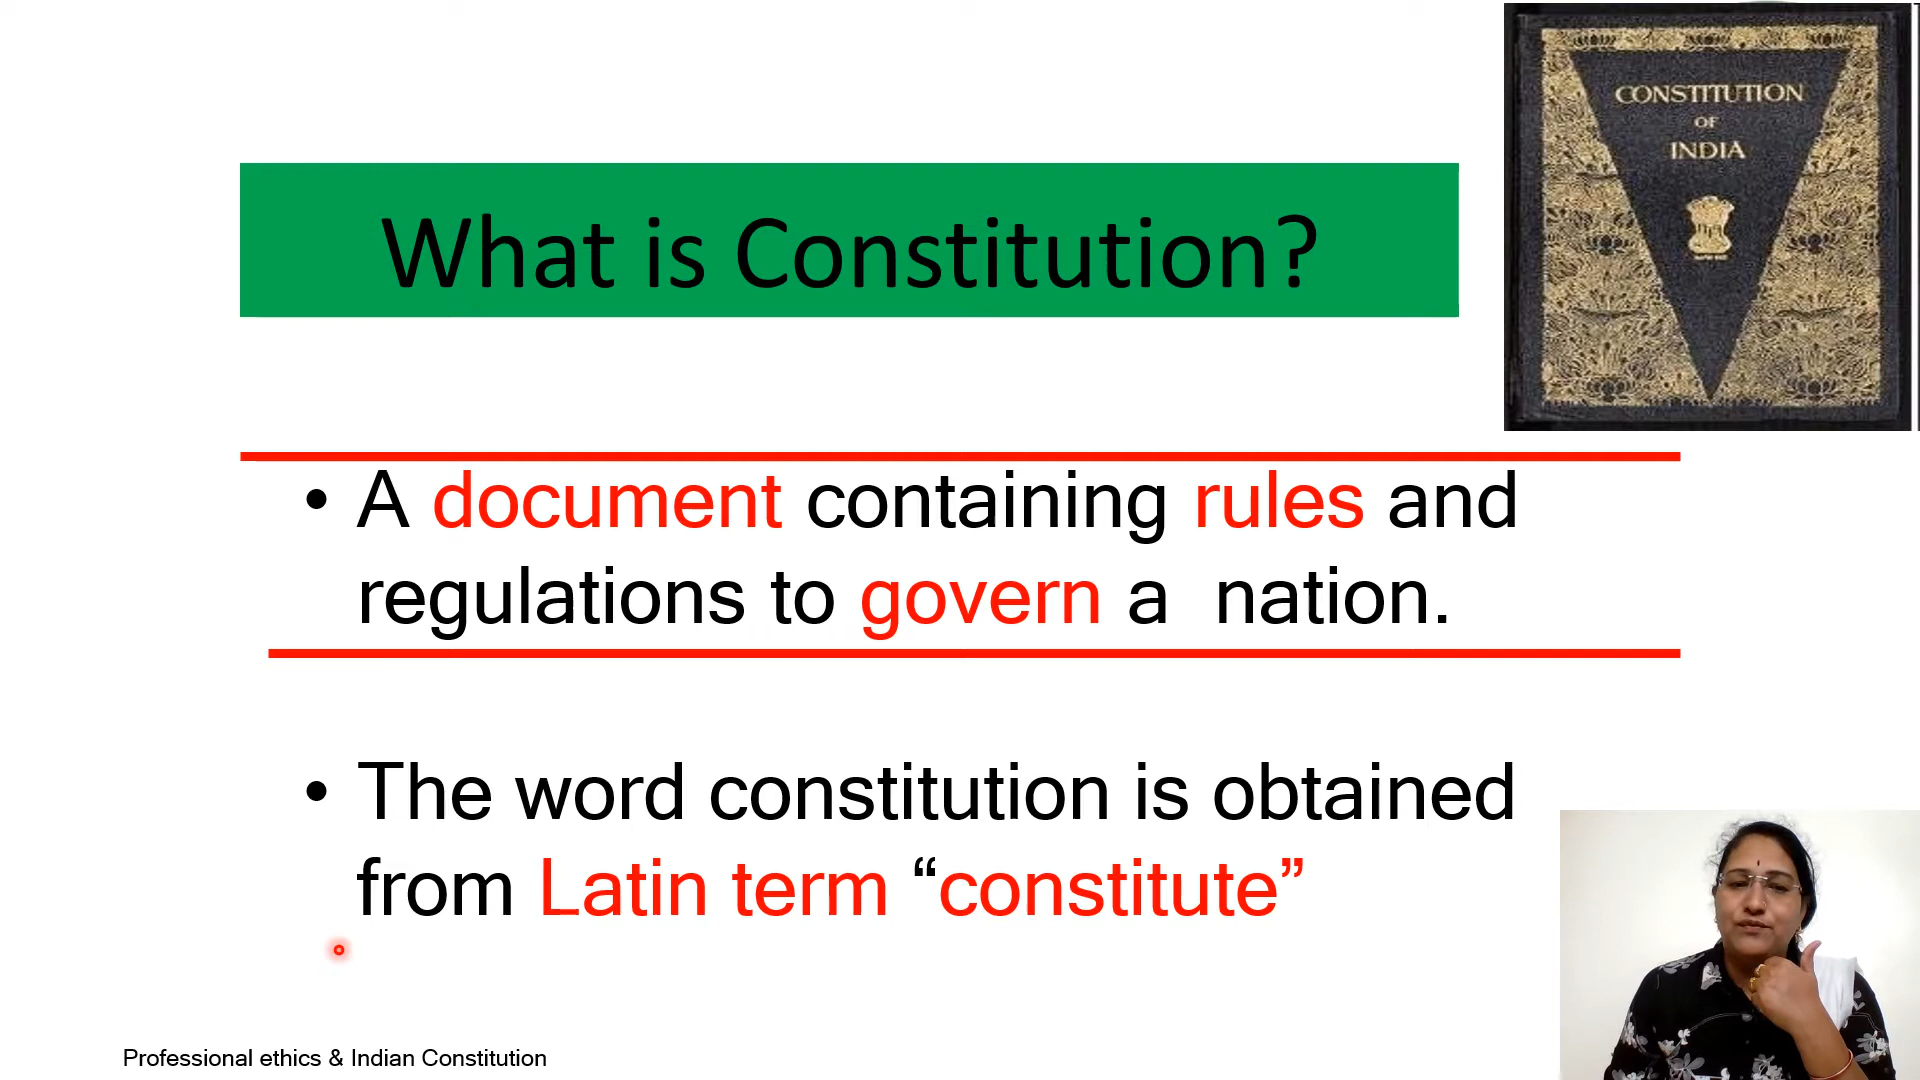 CONSTITUTION
OF
INDIA
What is Constitution?
• A document containing rules and
regulations to govern a  nation.
• The word constitution is obtained
from Latin term “constitute”
Professional ethics & Indian Constitution